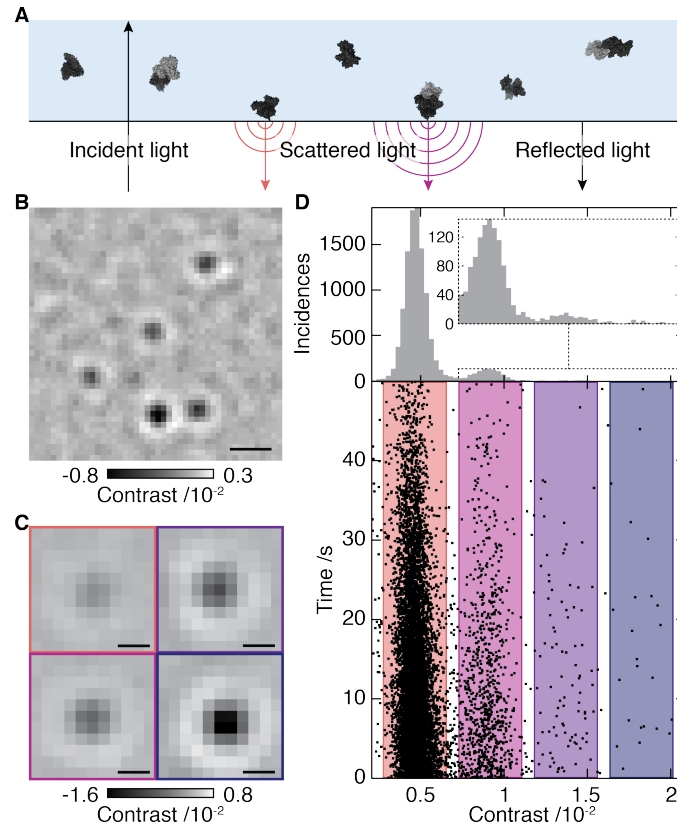 A
Incident light
Scattered light
Reflected light
B
-0.8
0.3
Contrast /10-2
C
-1.6
0.8
Contrast /10-2
D
Incidences
1500
1000
500
0
120
80
40
0
Time /s
40
30
20
10
0
0.5
1
1.5
2
Contrast /10-2